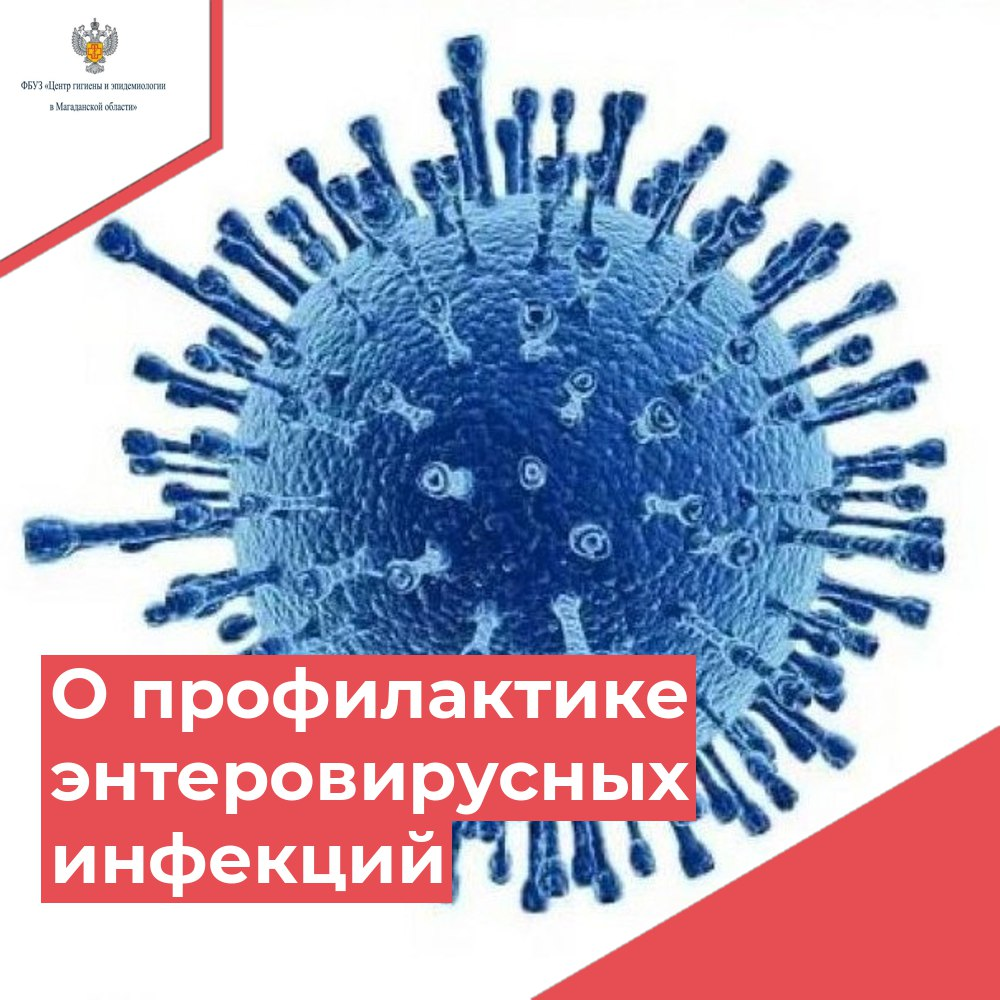 ФБУЗ «Центр гигиены и эпидемиологии
в Магаданской области»
О профилактике
энтеровирусных
инфекций